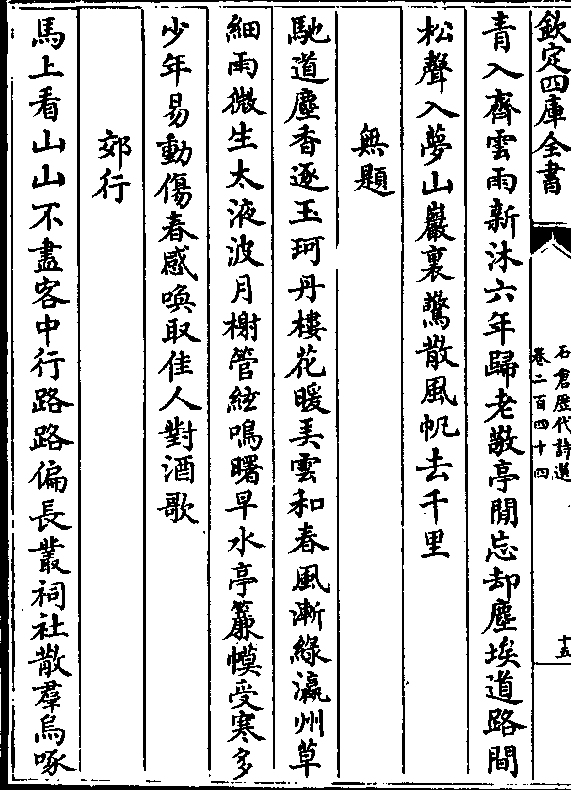 欽定四庫全書
石倉歴代詩選
卷二百四十四
十五
青入齊雲雨新沐六年歸老敬亭閒忘却塵埃道路間
松聲入夢山巖裏驚散風帆去千里
無題
馳道塵香逐玉珂丹樓花暖美雲和春風漸綠瀛州草
細雨微生太液波月榭管絃鳴曙早水亭簾幙受寒多
少年易動傷春感喚取佳人對酒歌
郊行
馬上看山山不盡客中行路路偏長叢祠社散羣烏啄